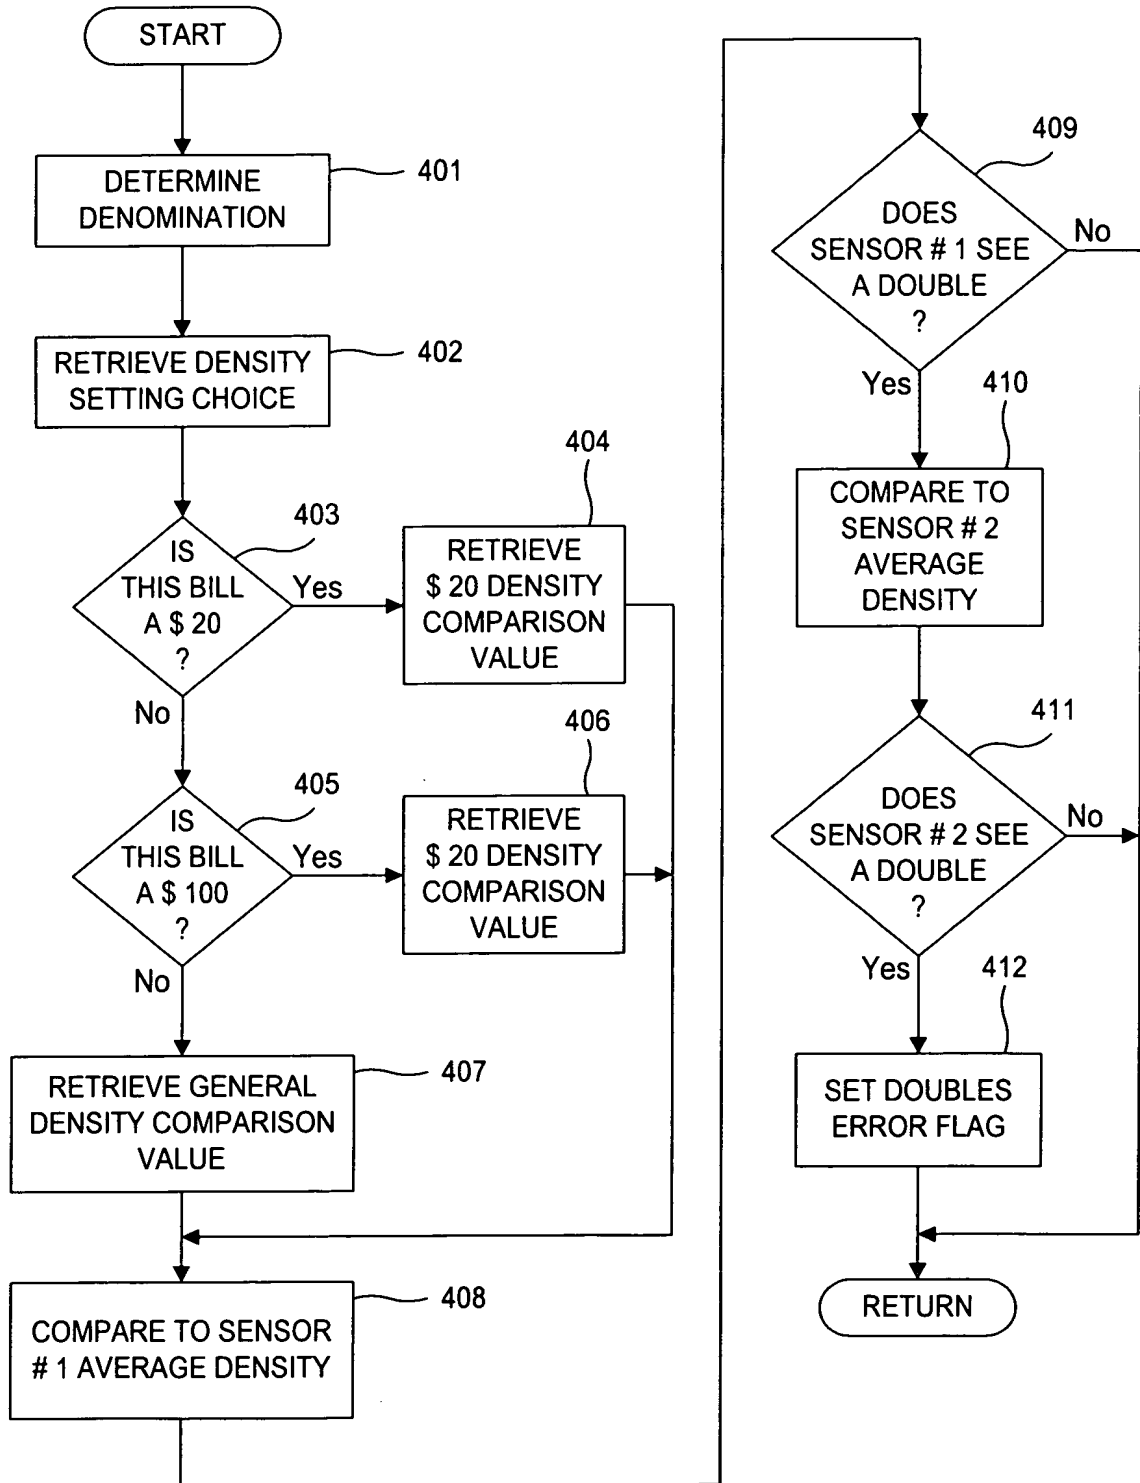 START
DETERMINE
DENOMINATION
401
RETRIEVE DENSITY
SETTING CHOICE
402
IS
THIS BILL
A $ 20
?
403
Yes
No
RETRIEVE
$ 20 DENSITY
COMPARISON
VALUE
404
IS
THIS BILL
A $ 100
?
405
Yes
No
RETRIEVE
$ 20 DENSITY
COMPARISON
VALUE
406
RETRIEVE GENERAL
DENSITY COMPARISON
VALUE
407
COMPARE TO SENSOR
# 1 AVERAGE DENSITY
408
DOES
SENSOR # 1 SEE
A DOUBLE
?
409
No
Yes
COMPARE TO
SENSOR # 2
AVERAGE
DENSITY
410
DOES
SENSOR # 2 SEE
A DOUBLE
?
411
No
Yes
SET DOUBLES
ERROR FLAG
412
RETURN